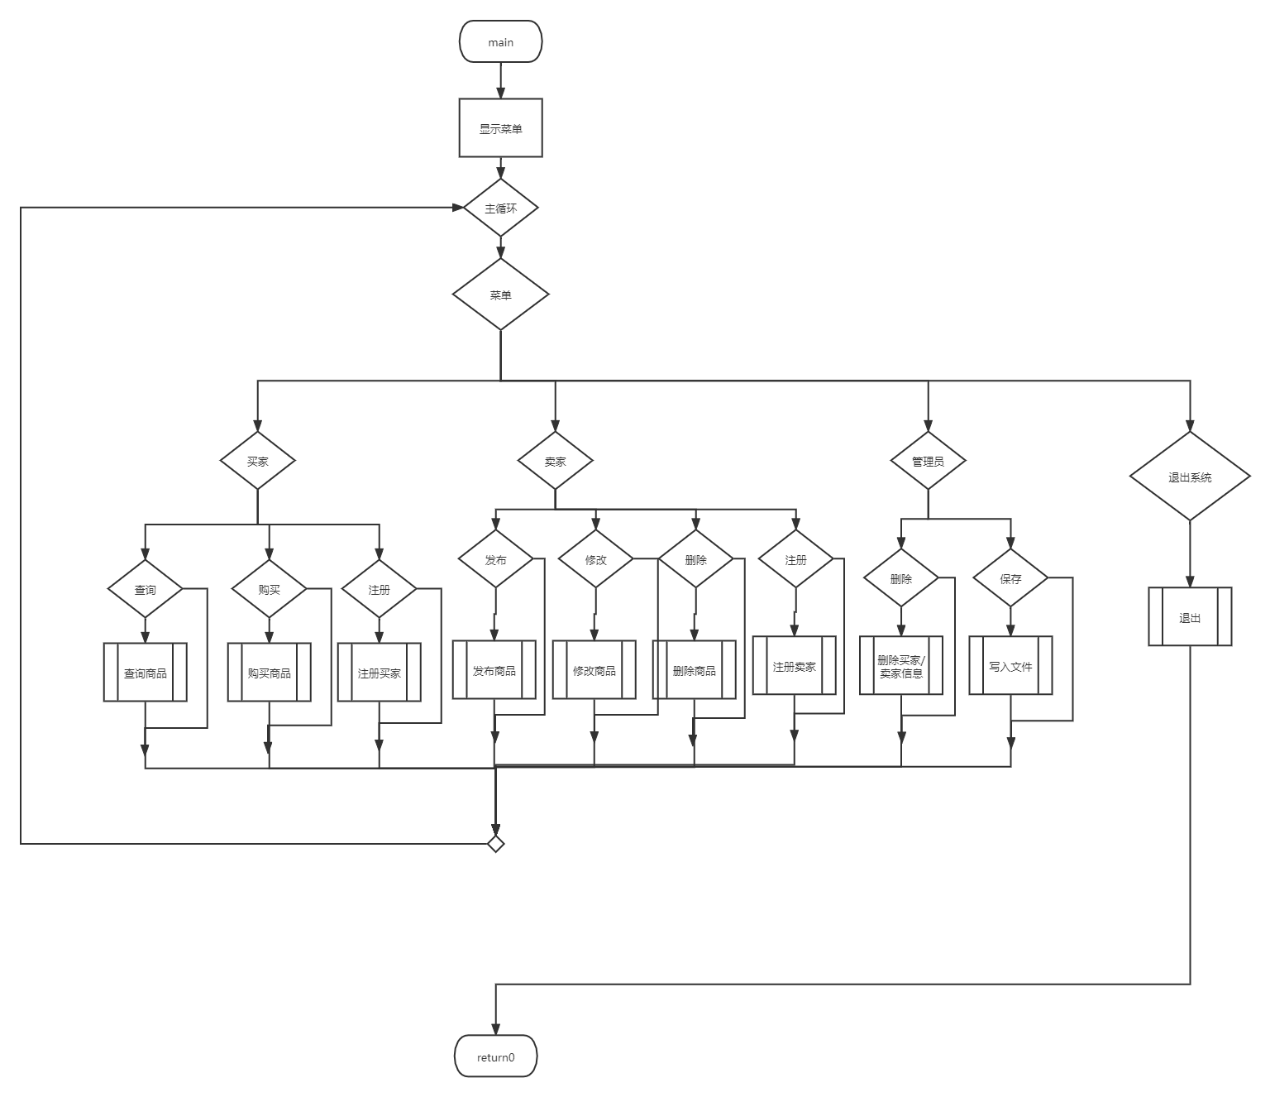 main
显示菜单
主循环
菜单
买家
卖家
管理员
退出系统
查询
购买
注册
发布
修改
删除
注册
删除
保存
退出
查询商品
购买商品
注册买家
发布商品
修改商品
删除商品
注册卖家
删除买家/
卖家信息
写入文件
return0